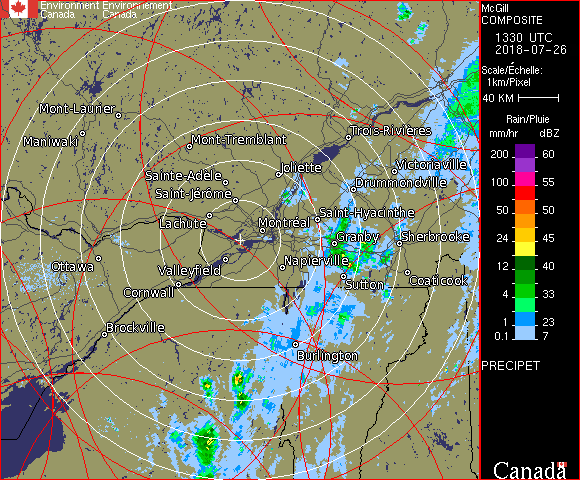 Environment Environnement
Canada Canada
McGill
COMPOSITE
1330 UTC
2018-07-26
Scale/Échelle:
1km/Pixel
40 KM
Rain/Pluie
mm/hr dBZ
200 60
100 55
50 50
24 45
12 40
4 33
1 23
0.1 7
PRECIPET
Canada
Mont-Laurier
Maniwaki
Mont-Tremblant
Trois-Rivières
Sainte-Adèle
Joliette
Victoriaville
Saint-Jérôme
Drummondville
Lachute
Montréal
Saint-Hyacinthe
Granby
Sherbrooke
Ottawa
Valleyfield
Napierville
Cornwall
Sutton
Coaticook
Brockville
Burlington